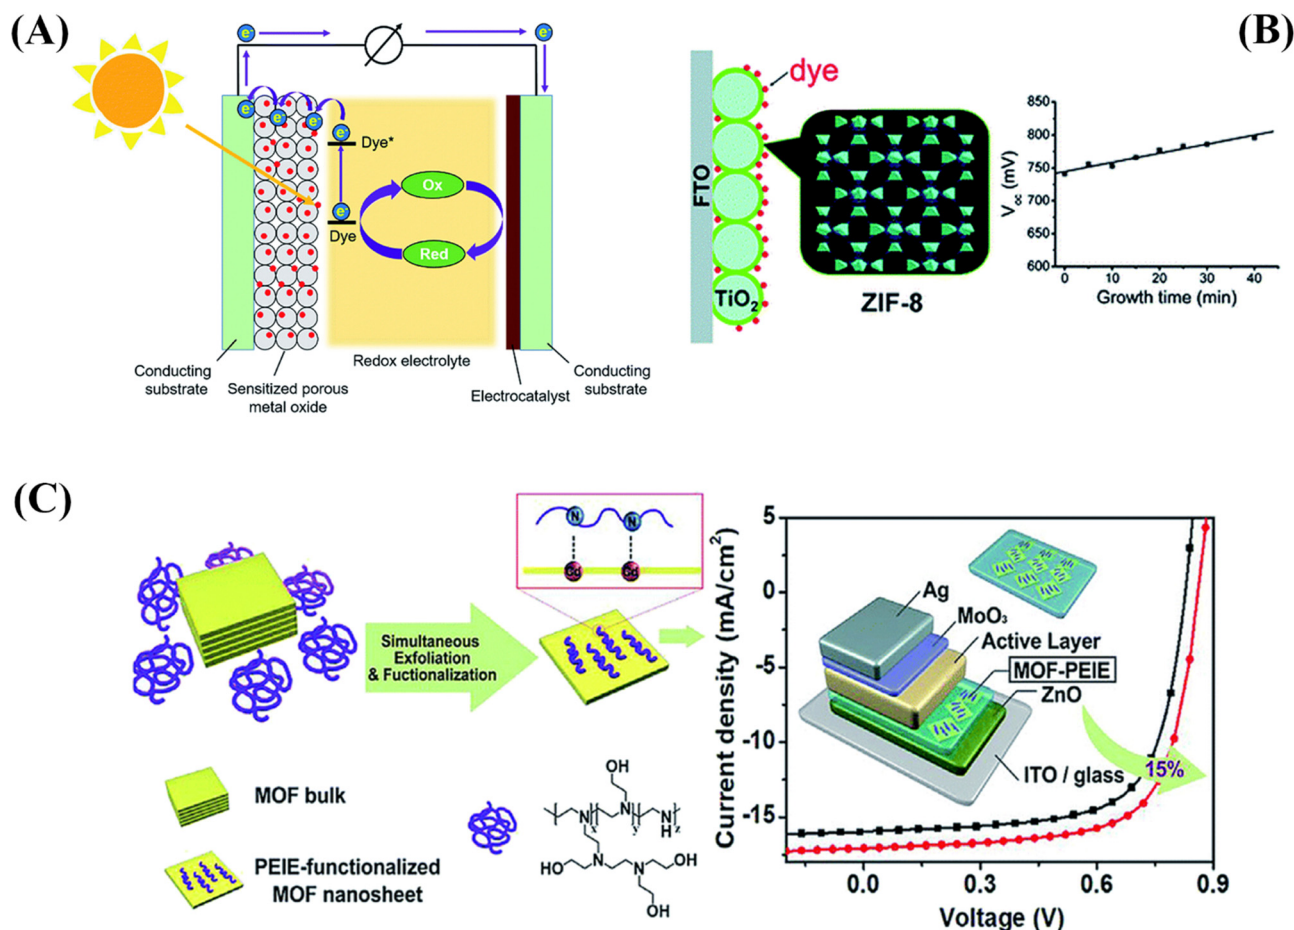 (A)
e⁻
e⁻
e⁻
e⁻
e⁻
e⁻
Dye*
e⁻
Dye
Ox
Red
Redox electrolyte
Conducting
substrate
Sensitized porous
metal oxide
Electrocatalyst
Conducting
substrate
(B)
dye
FTO
TiO₂
ZIF-8
850
800
750
700
650
600
Voc (mV)
0
10
20
30
40
Growth time (min)
(C)
N
N
Cd
Cd
Simultaneous
Exfoliation
& Fuctionalization
MOF bulk
PEIE-functionalized
MOF nanosheet
OH
N
x
N
y
N
H
z
N
HO
N
OH
OH
5
0
-5
-10
-15
Current density (mA/cm²)
Ag
MoO₃
Active Layer
MOF-PEIE
ZnO
ITO / glass
15%
0.0
0.3
0.6
0.9
Voltage (V)